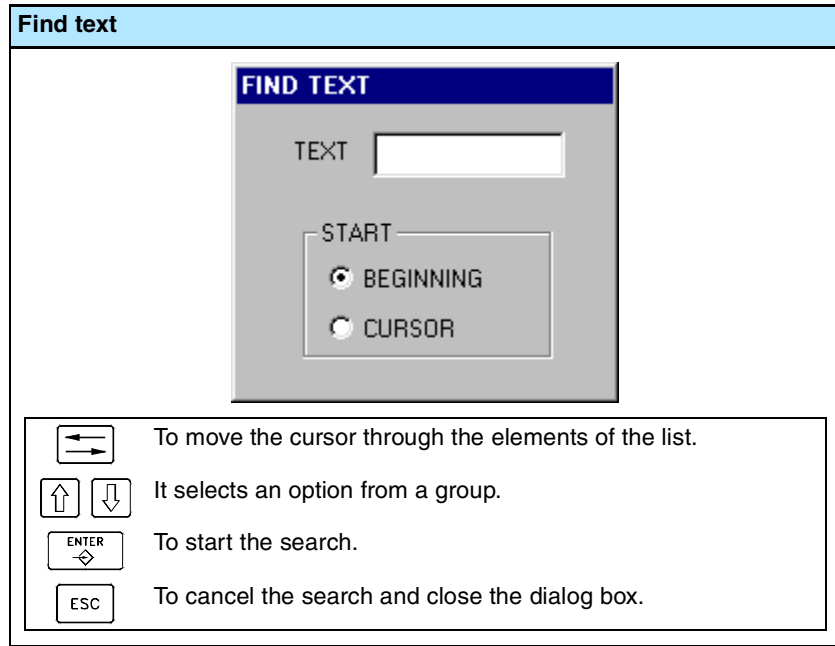 Find text
FIND TEXT
TEXT
START
BEGINNING
CURSOR
To move the cursor through the elements of the list.
It selects an option from a group.
ENTER
To start the search.
ESC
To cancel the search and close the dialog box.